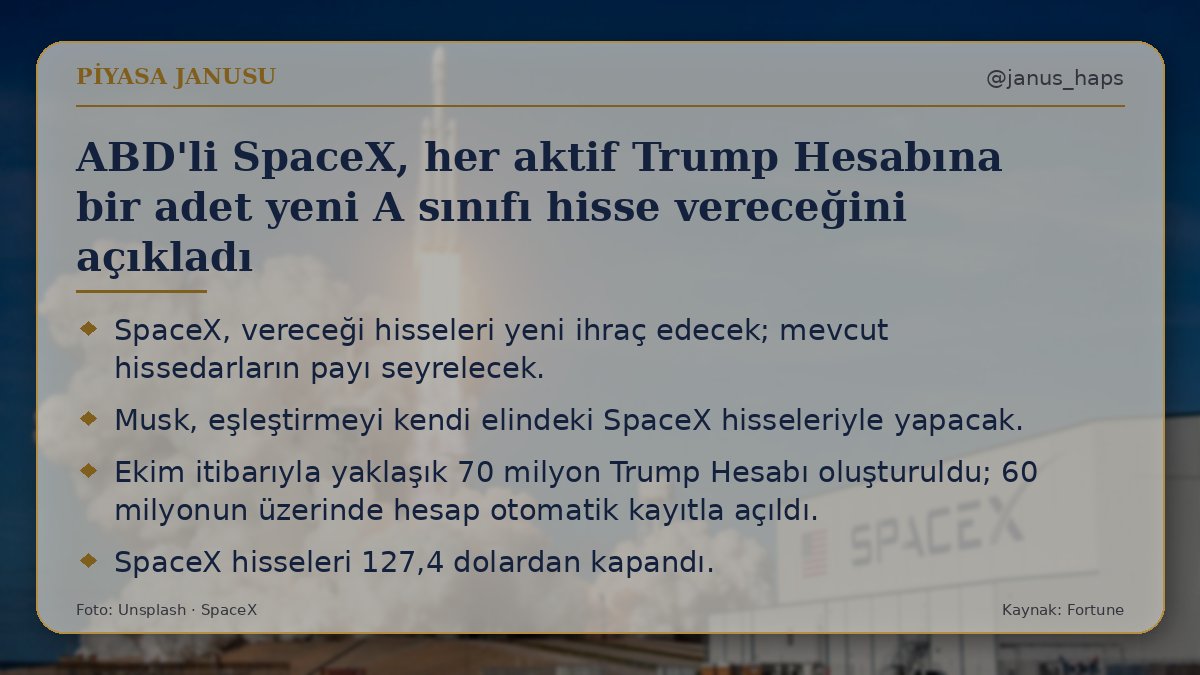 PİYASA JANUSU
@janus_haps
ABD'li SpaceX, her aktif Trump Hesabına
bir adet yeni A sınıfı hisse vereceğini
açıkladı
SpaceX, vereceği hisseleri yeni ihraç edecek; mevcut
hissedarların payı seyrelecek.
Musk, eşleştirmeyi kendi elindeki SpaceX hisseleriyle yapacak.
Ekim itibarıyla yaklaşık 70 milyon Trump Hesabı oluşturuldu; 60
milyonun üzerinde hesap otomatik kayıtla açıldı.
SpaceX hisseleri 127,4 dolardan kapandı.
SPACEX
Foto: Unsplash · SpaceX
Kaynak: Fortune